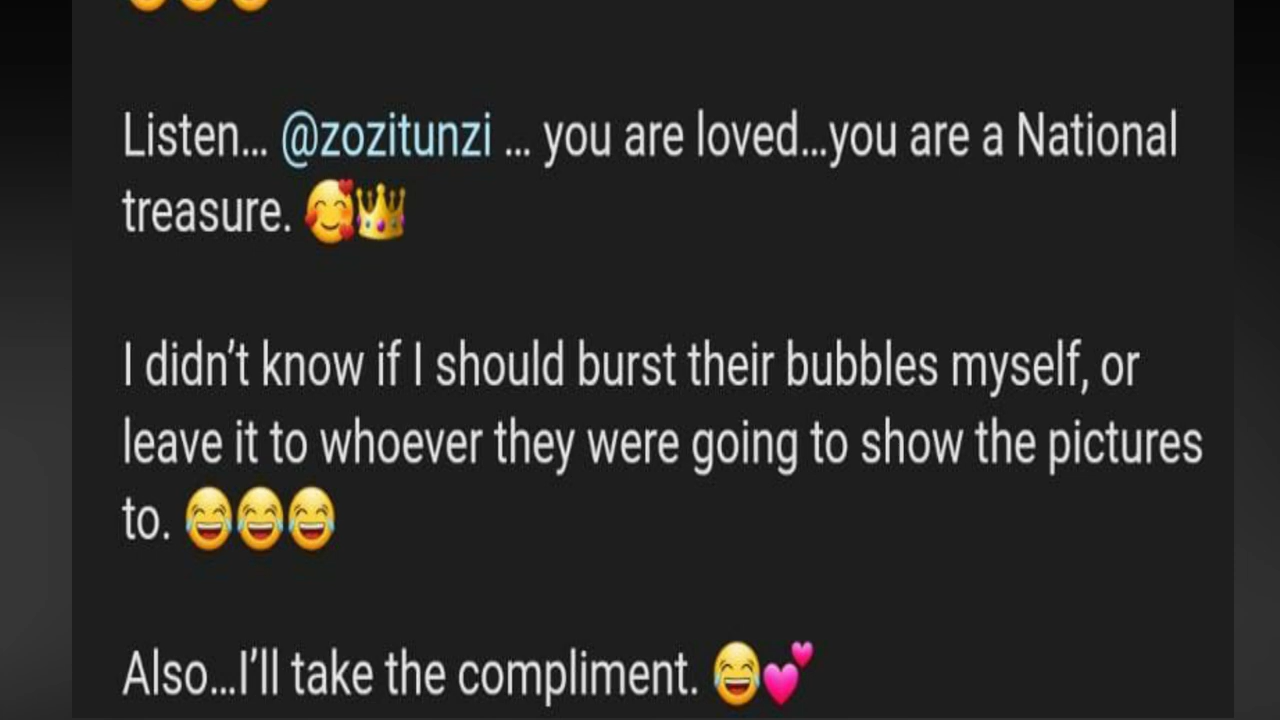 😂😂😂
Listen... @zozitunzi ... you are loved...you are a National
treasure. 🥰👑
I didn't know if I should burst their bubbles myself, or
leave it to whoever they were going to show the pictures
to. 😂😂😂
Also...I'll take the compliment. 😂💕